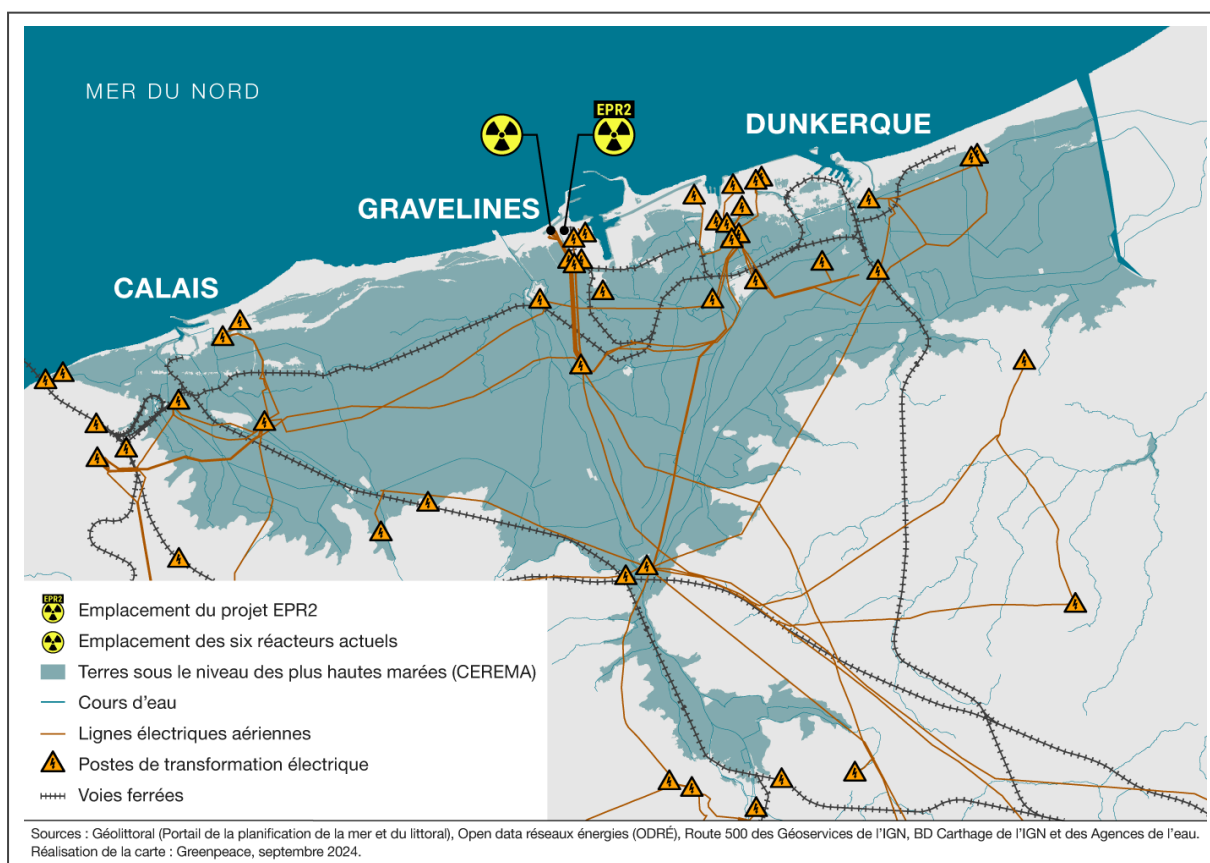 MER DU NORD
EPR2
DUNKERQUE
GRAVELINES
CALAIS
EPR2
Emplacement du projet EPR2
Emplacement des six réacteurs actuels
Terres sous le niveau des plus hautes marées (CEREMA)
Cours d’eau
Lignes électriques aériennes
Postes de transformation électrique
Voies ferrées
Sources : Géolittoral (Portail de la planification de la mer et du littoral), Open data réseaux énergies (ODRÉ), Route 500 des Géoservices de l’IGN, BD Carthage de l’IGN et des Agences de l’eau.
Réalisation de la carte : Greenpeace, septembre 2024.